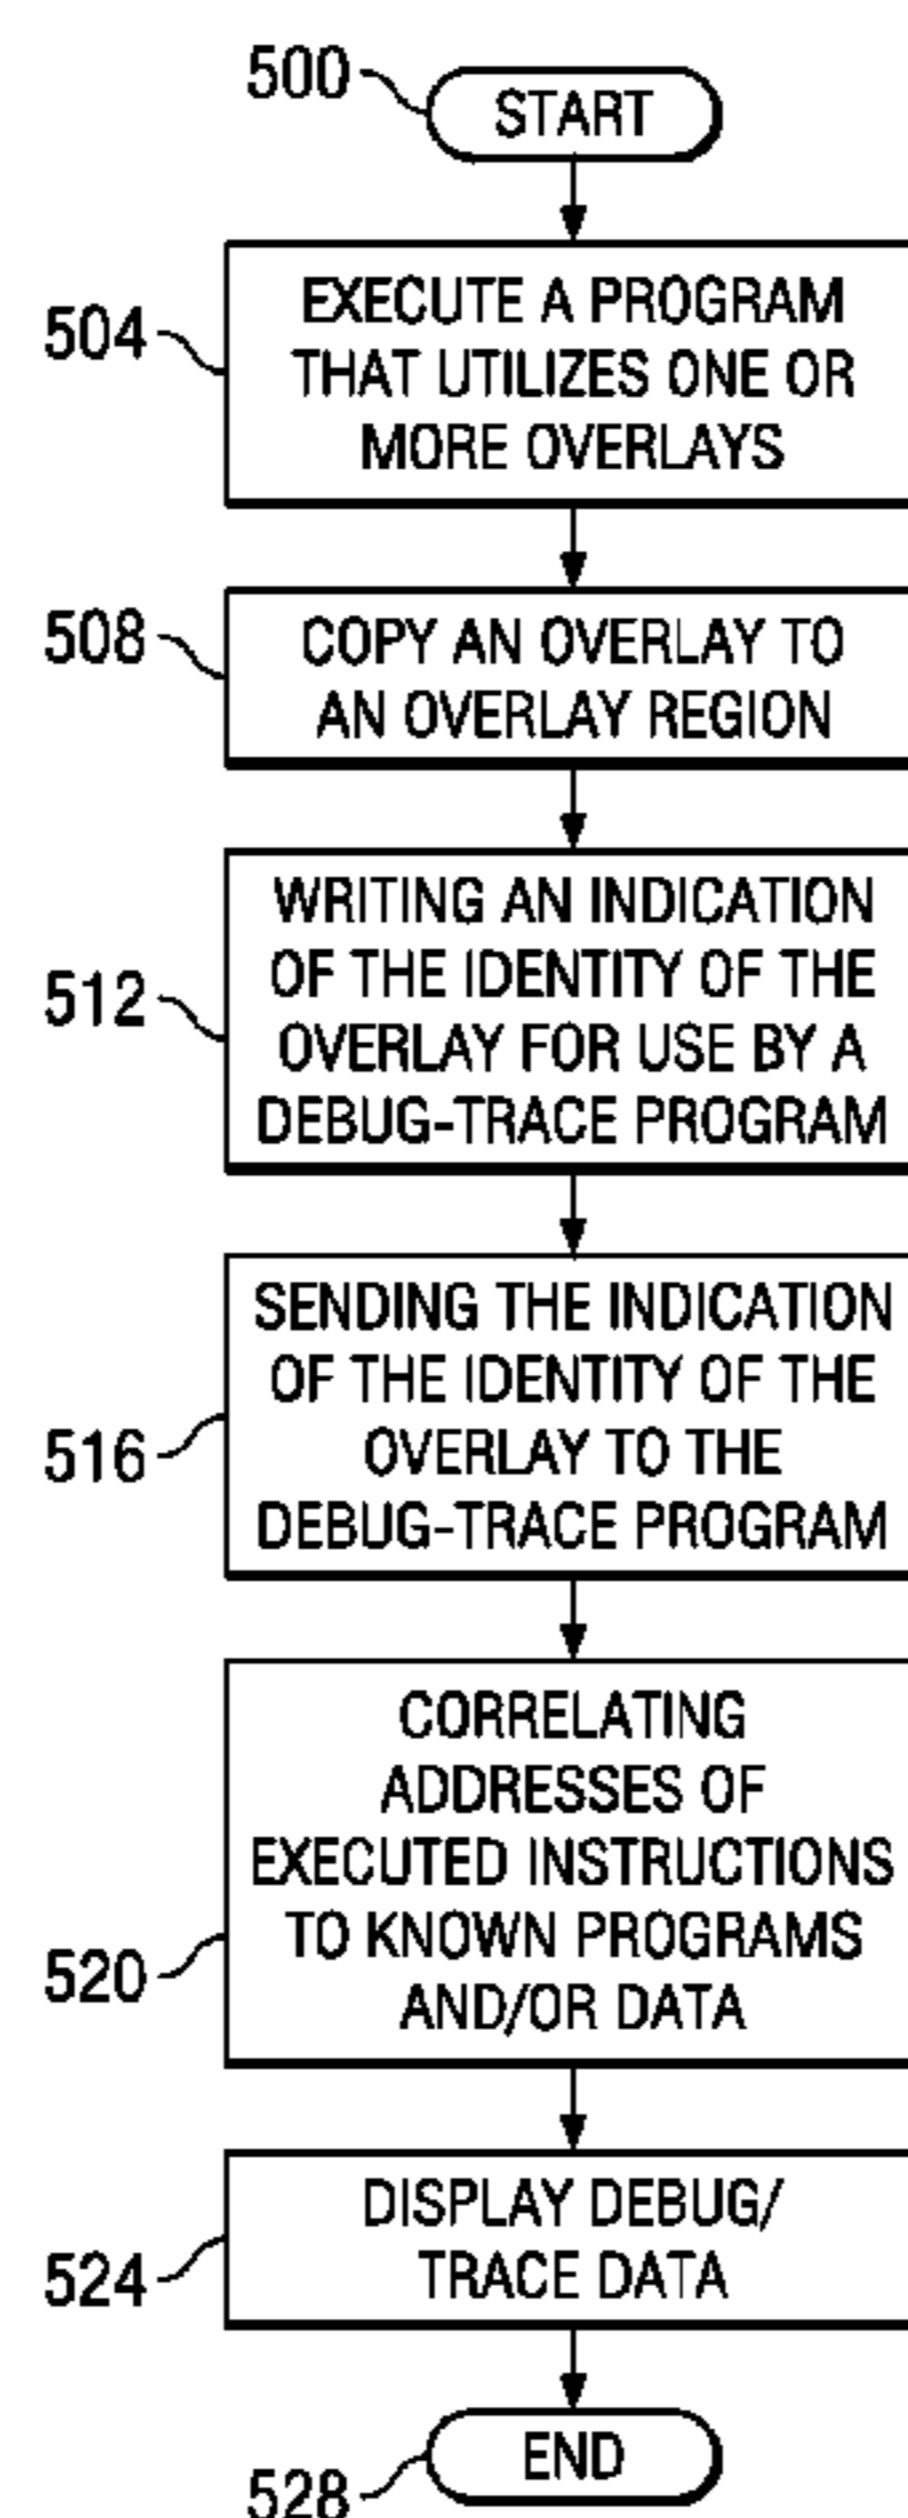 500
START
504
EXECUTE A PROGRAM
THAT UTILIZES ONE OR
MORE OVERLAYS
508
COPY AN OVERLAY TO
AN OVERLAY REGION
512
WRITING AN INDICATION
OF THE IDENTITY OF THE
OVERLAY FOR USE BY A
DEBUG-TRACE PROGRAM
516
SENDING THE INDICATION
OF THE IDENTITY OF THE
OVERLAY TO THE
DEBUG-TRACE PROGRAM
520
CORRELATING
ADDRESSES OF
EXECUTED INSTRUCTIONS
TO KNOWN PROGRAMS
AND/OR DATA
524
DISPLAY DEBUG/
TRACE DATA
528
END